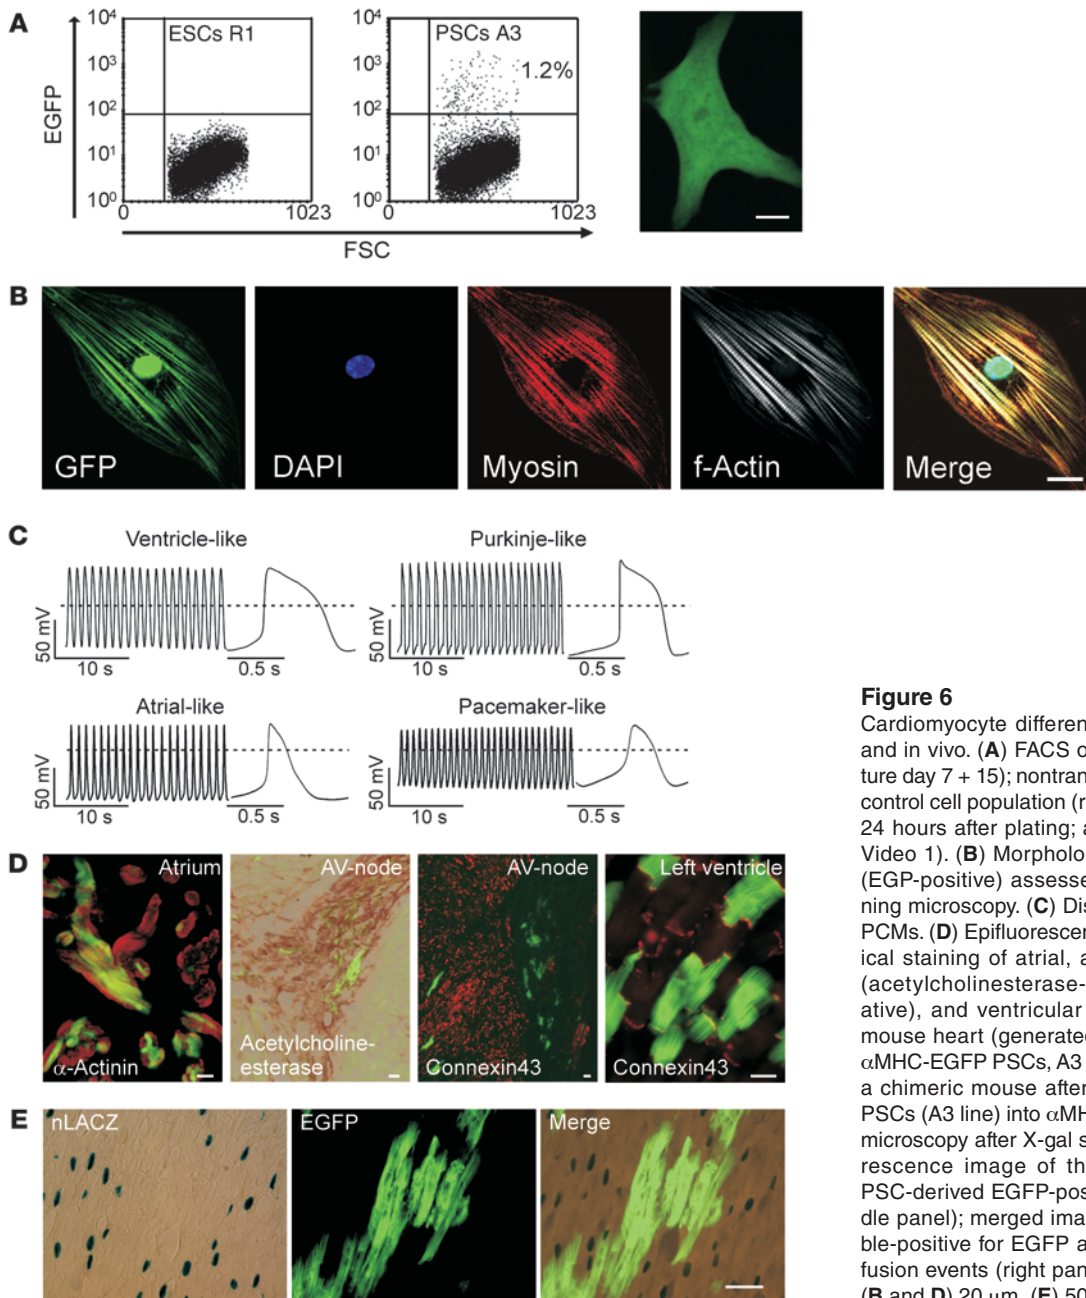 A
EGFP
10⁴
10³
10²
10¹
10⁰
ESCs R1
0
1023
10⁴
10³
10²
10¹
10⁰
PSCs A3
1.2%
0
1023
FSC
B
GFP
DAPI
Myosin
f-Actin
Merge
C
Ventricle-like
50 mV
10 s
0.5 s
Purkinje-like
50 mV
10 s
0.5 s
Atrial-like
50 mV
10 s
0.5 s
Pacemaker-like
50 mV
10 s
0.5 s
D
Atrium
α-Actinin
AV-node
Acetylcholine-
esterase
AV-node
Connexin43
Left ventricle
Connexin43
E
nLACZ
EGFP
Merge
Figure 6
Cardiomyocyte differen
and in vivo. (A) FACS o
ture day 7 + 15); nontran
control cell population (r
24 hours after plating; a
Video 1). (B) Morpholo
(EGP-positive) assesse
ning microscopy. (C) Dis
PCMs. (D) Epifluorescen
ical staining of atrial, a
(acetylcholinesterase-
ative), and ventricular
mouse heart (generated
αMHC-EGFP PSCs, A3
a chimeric mouse after
PSCs (A3 line) into αMH
microscopy after X-gal s
rescence image of th
PSC-derived EGFP-pos
dle panel); merged ima
ble-positive for EGFP a
fusion events (right pan
(B and D) 20 μm. (E) 50